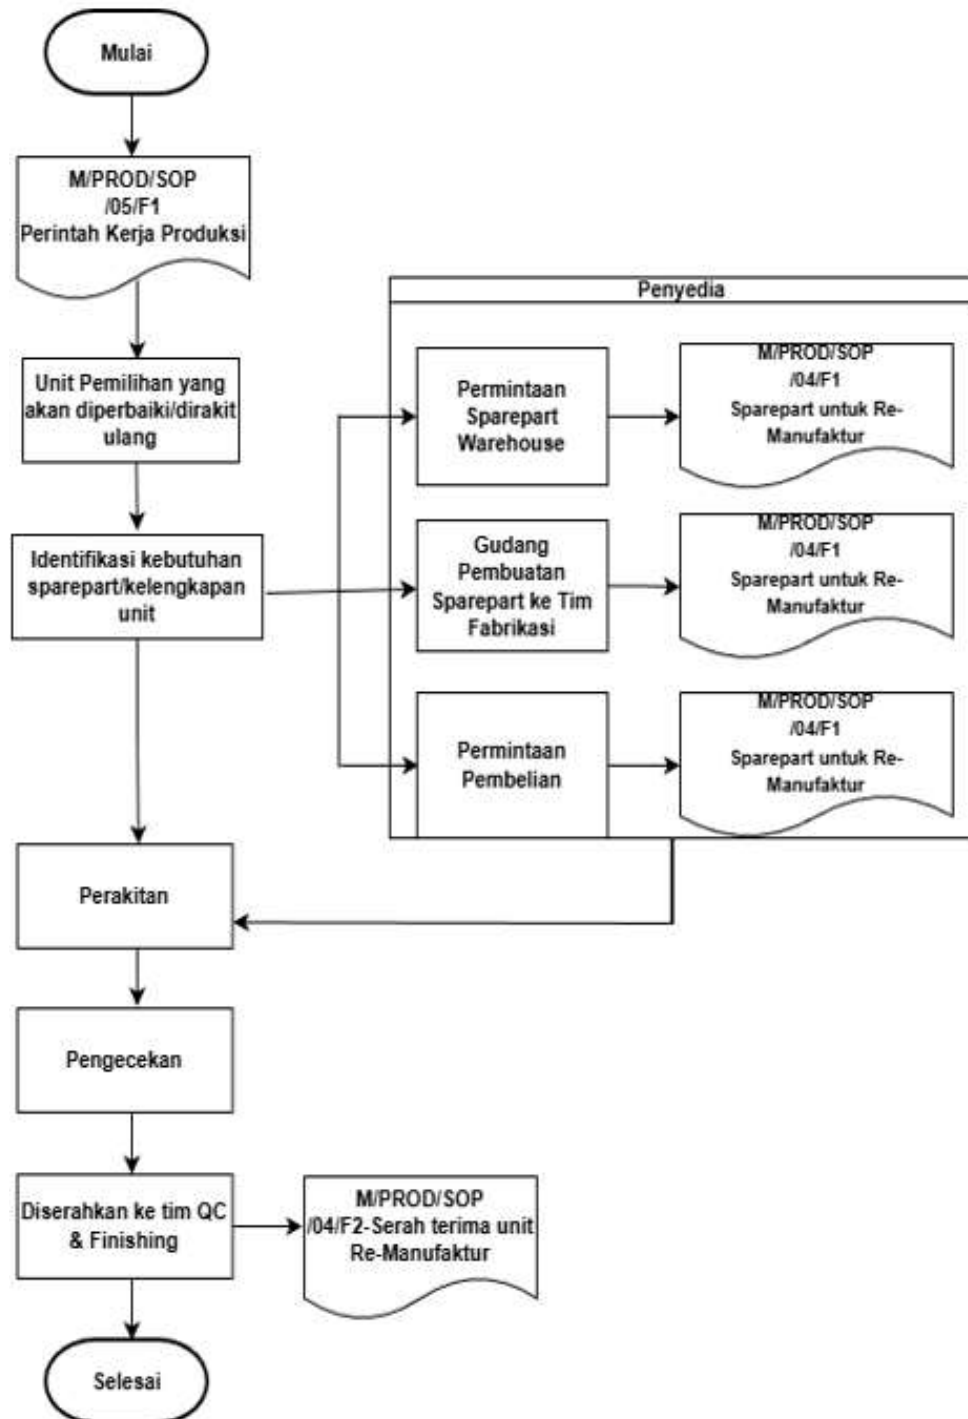 Mulai
M/PROD/SOP
/05/F1
Perintah Kerja Produksi
Unit Pemilihan yang
akan diperbaiki/dirakit
ulang
Identifikasi kebutuhan
sparepart/kelengkapan
unit
Penyedia
Permintaan
Sparepart
Warehouse
M/PROD/SOP
/04/F1
Sparepart untuk Re-
Manufaktur
Gudang
Pembuatan
Sparepart ke Tim
Fabrikasi
M/PROD/SOP
/04/F1
Sparepart untuk Re-
Manufaktur
Permintaan
Pembelian
M/PROD/SOP
/04/F1
Sparepart untuk Re-
Manufaktur
Perakitan
Pengecekan
Diserahkan ke tim QC
& Finishing
M/PROD/SOP
/04/F2-Serah terima unit
Re-Manufaktur
Selesai